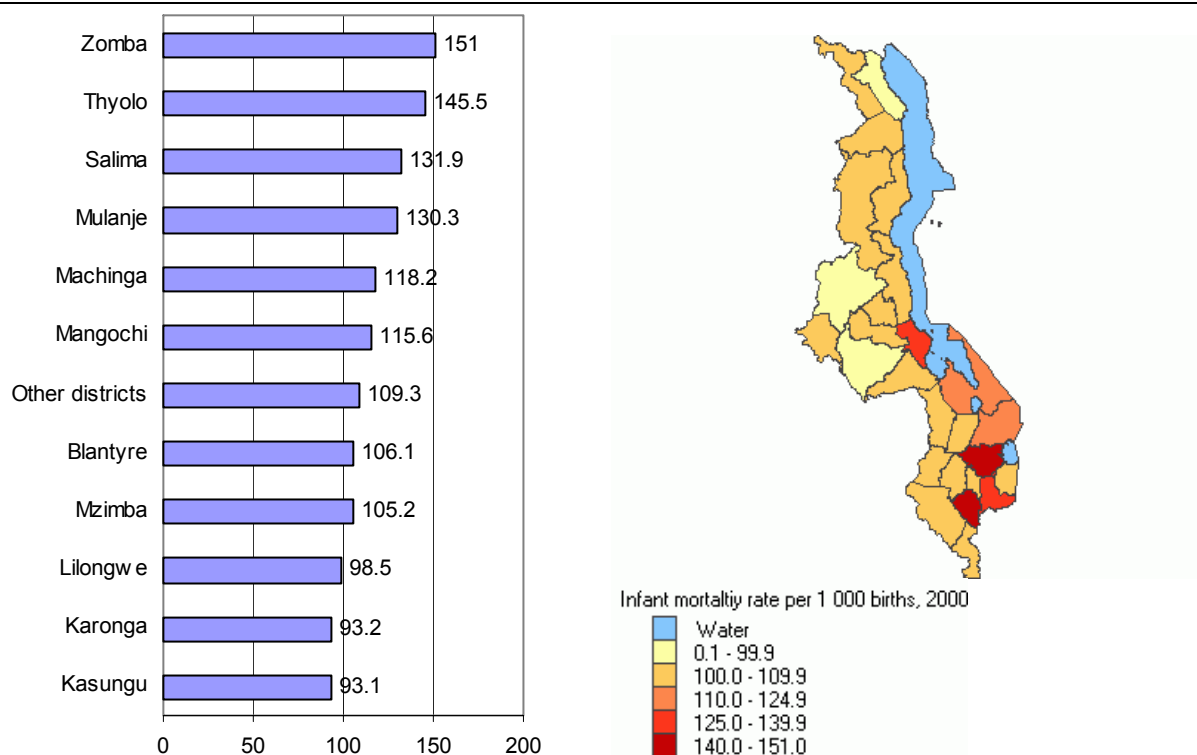 Zomba 151
Thyolo 145.5
Salima 131.9
Mulanje 130.3
Machinga 118.2
Mangochi 115.6
Other districts 109.3
Blantyre 106.1
Mzimba 105.2
Lilongwe 98.5
Karonga 93.2
Kasungu 93.1
0 50 100 150 200
Infant mortaltiy rate per 1 000 births, 2000
Water
0.1 - 99.9
100.0 - 109.9
110.0 - 124.9
125.0 - 139.9
140.0 - 151.0